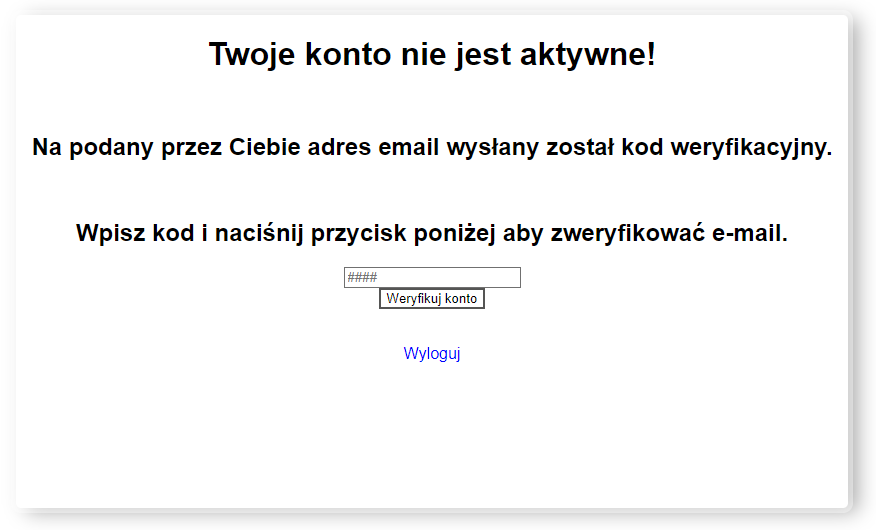 Twoje konto nie jest aktywne!
Na podany przez Ciebie adres email wysłany został kod weryfikacyjny.
Wpisz kod i naciśnij przycisk poniżej aby zweryfikować e-mail.
####
Weryfikuj konto
Wyloguj